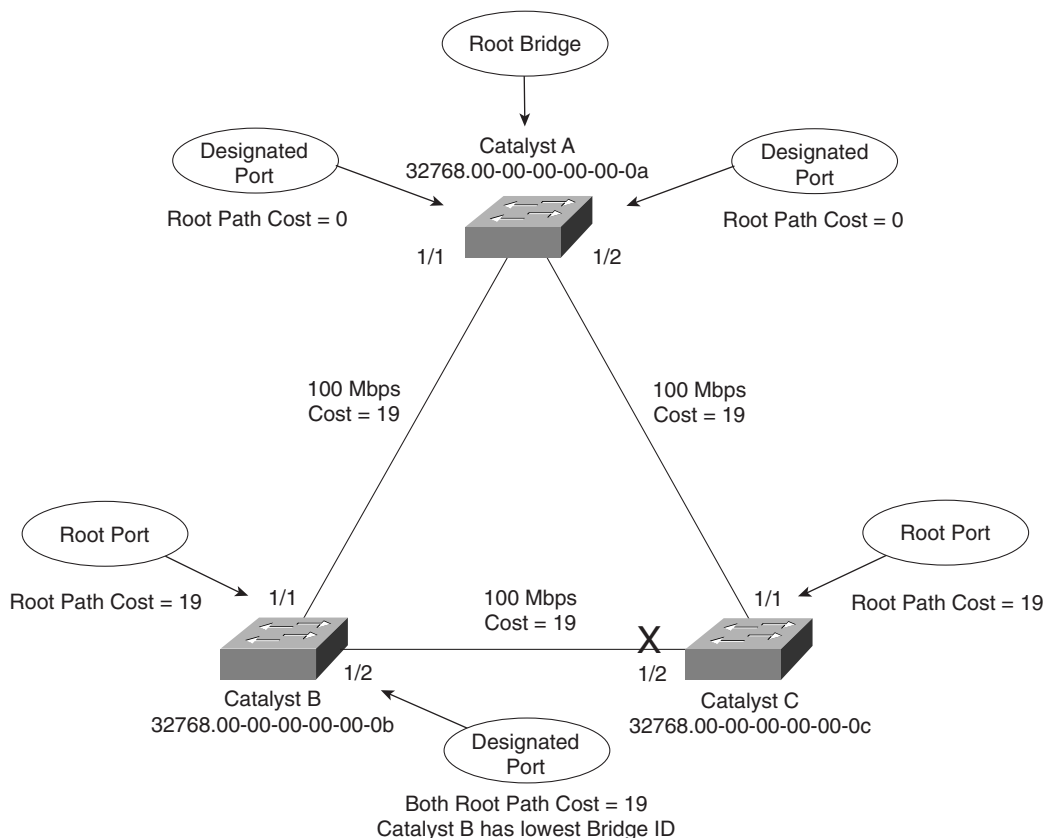 Root Bridge
Catalyst A
32768.00-00-00-00-00-0a
Designated
Port
Root Path Cost = 0
Designated
Port
Root Path Cost = 0
1/1
1/2
100 Mbps
Cost = 19
100 Mbps
Cost = 19
Root Port
Root Path Cost = 19
Root Port
Root Path Cost = 19
1/1
1/2
100 Mbps
Cost = 19
X
1/1
1/2
Catalyst B
32768.00-00-00-00-00-0b
Catalyst C
32768.00-00-00-00-00-0c
Designated
Port
Both Root Path Cost = 19
Catalyst B has lowest Bridge ID